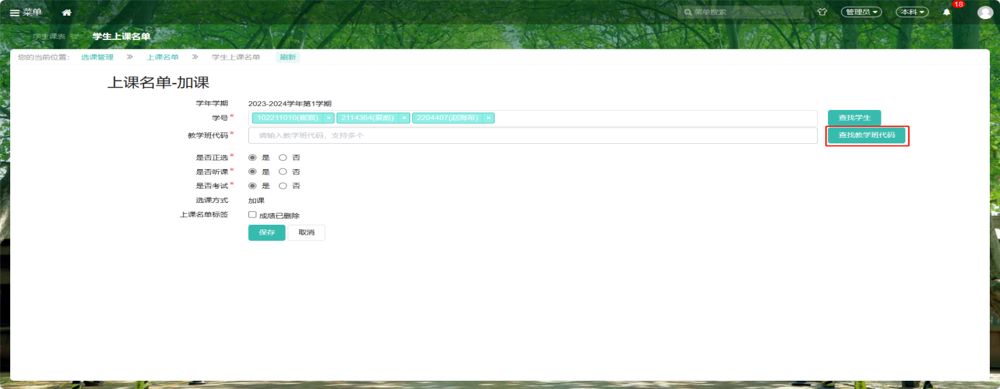 菜单
菜单搜索
管理员
本科
18
学生课表
学生上课名单
您的当前位置： 选课管理 » 上课名单 » 学生上课名单 刷新
上课名单-加课
学年学期 2023-2024学年第1学期
学号* 102211010(崔宸) × 2114364(夏彪) × 2204407(赵海希) × 查找学生
教学班代码* 请输入教学班代码，支持多个 查找教学班代码
是否正选* 是 否
是否听课* 是 否
是否考试* 是 否
选课方式 加课
上课名单标签 成绩已删除
保存 取消